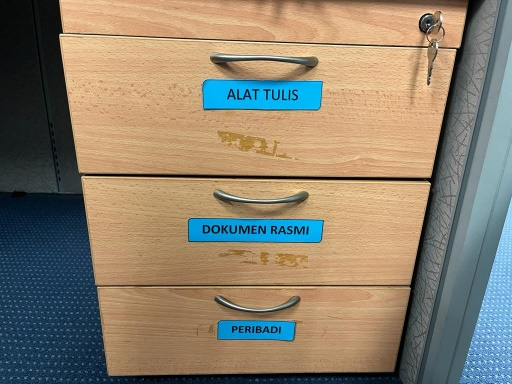 ALAT TULIS
DOKUMEN RASMI
PERIBADI